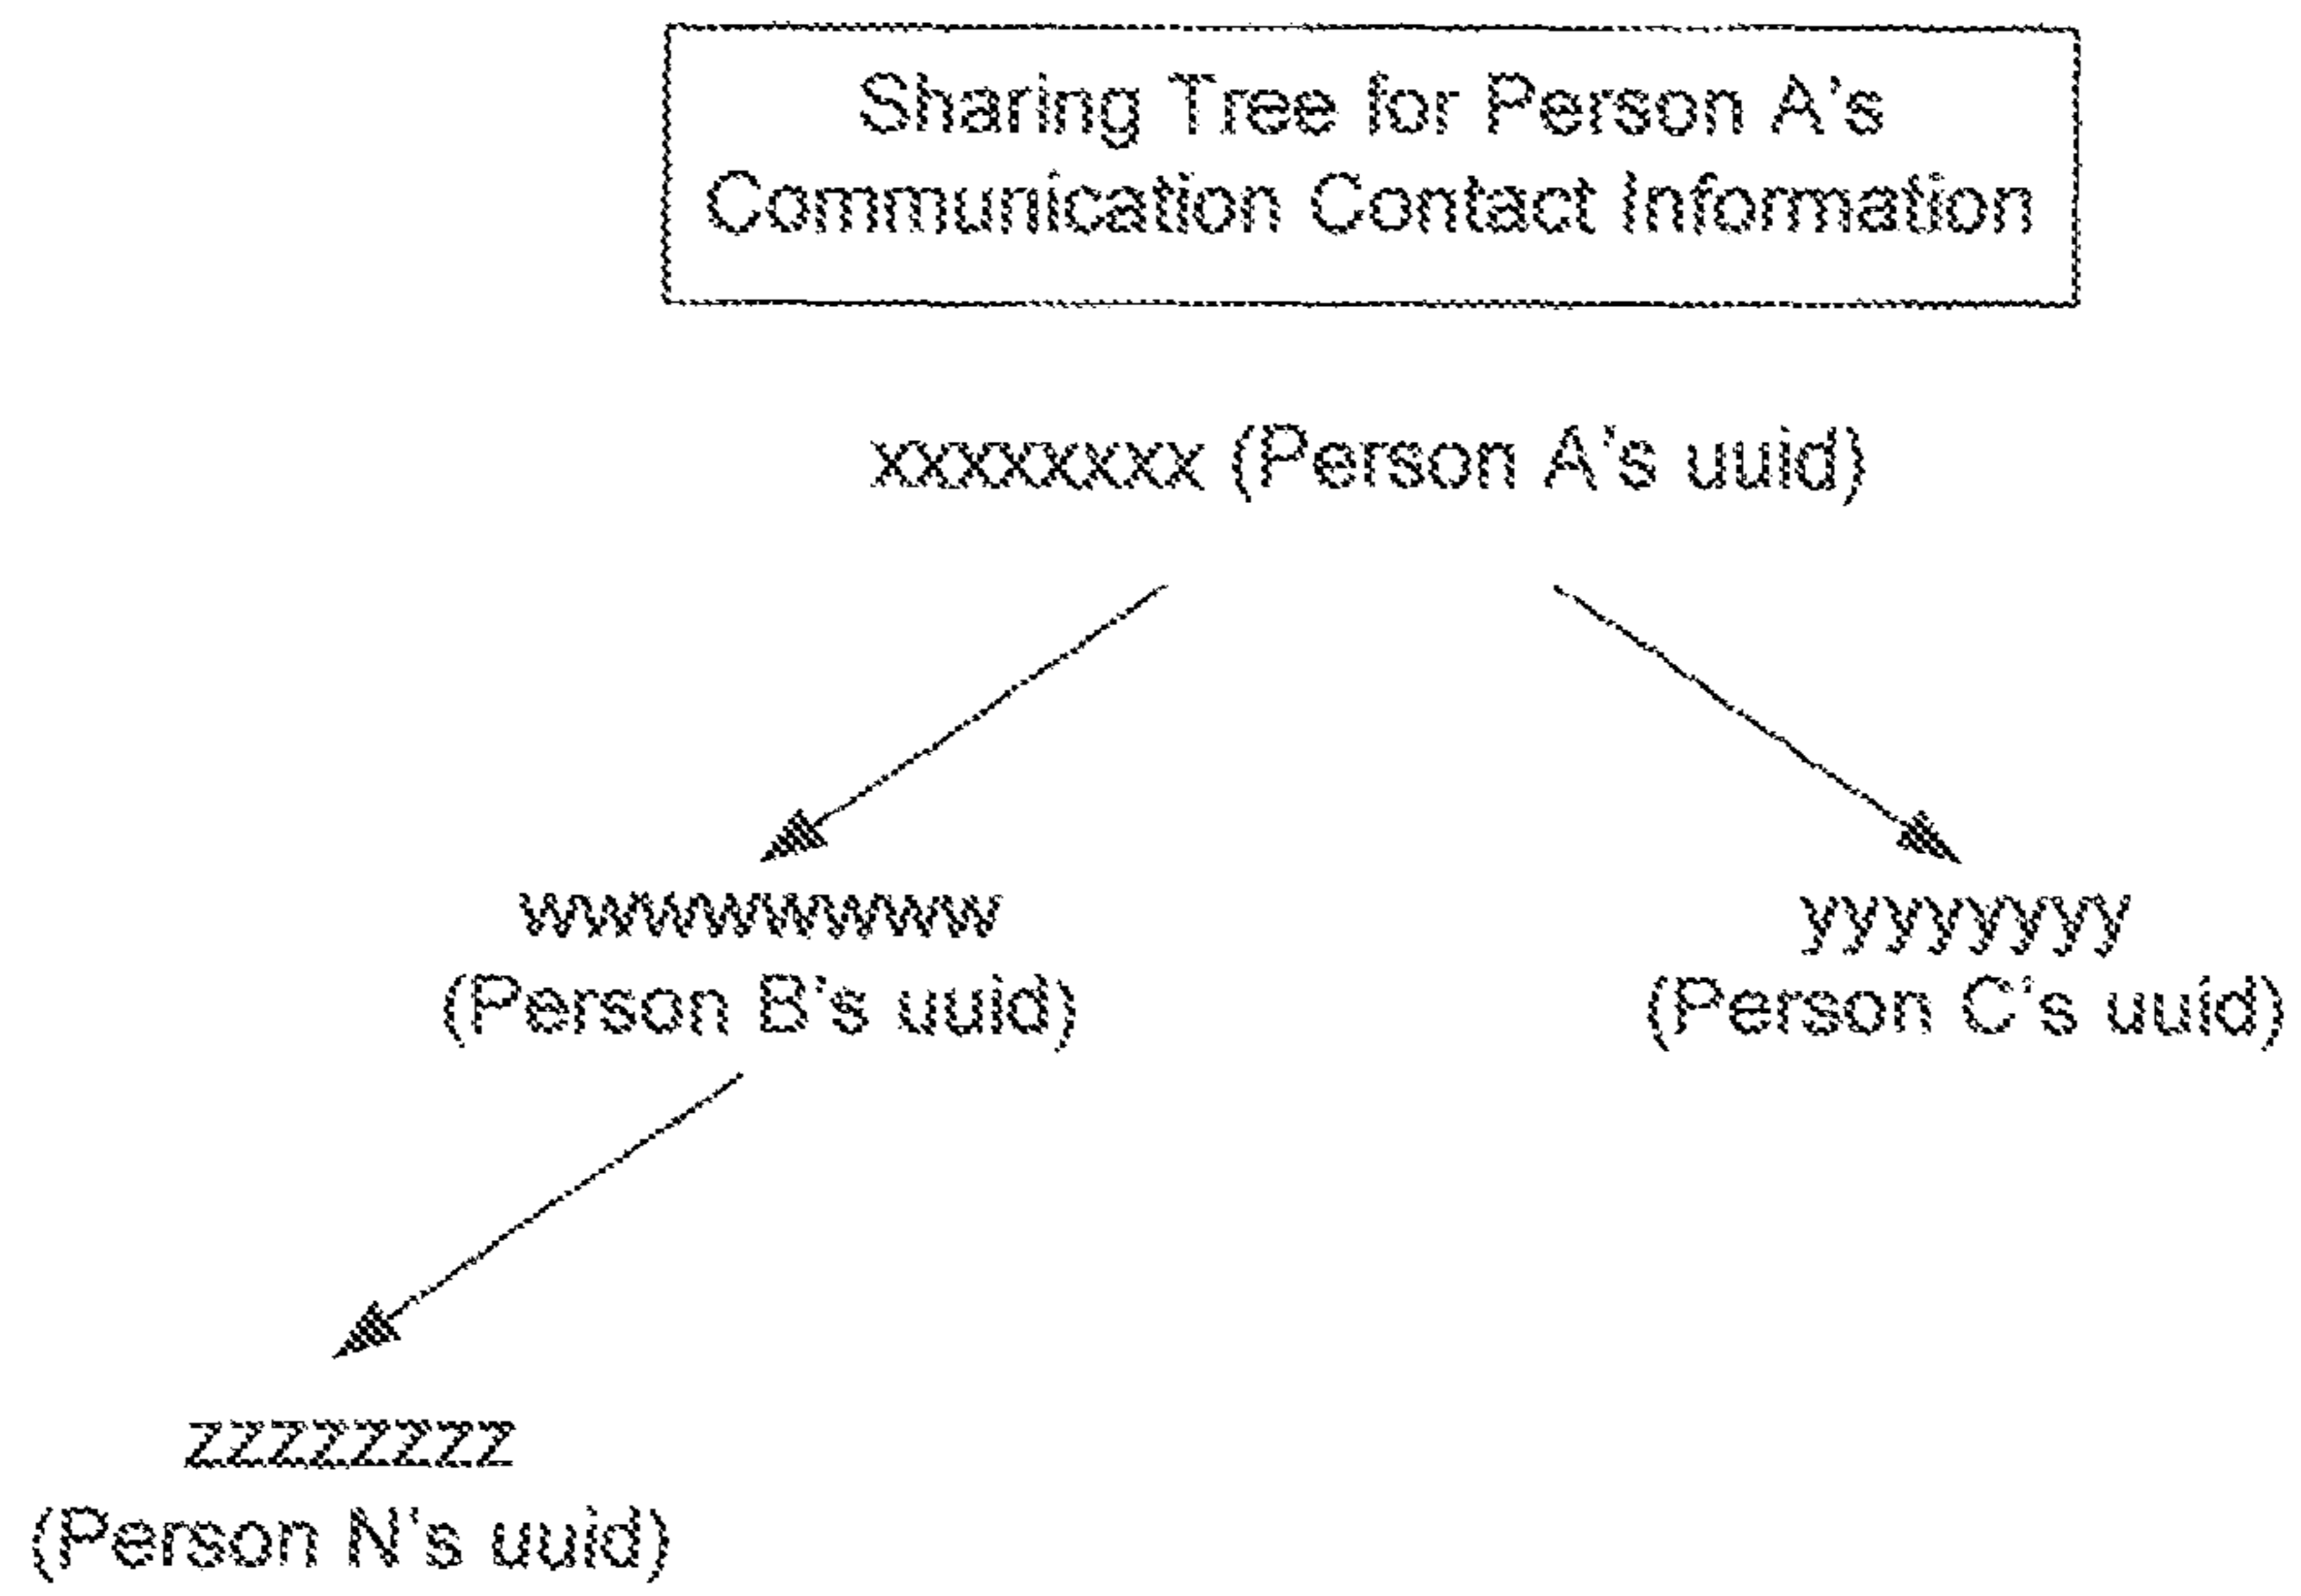 Sharing Tree for Person A's
Communication Contact Information
xxxxxxxx (Person A's uuid)
wwwwwwww
(Person B's uuid)
yyyyyyyy
(Person C's uuid)
zzzzzzzz
(Person N's uuid)